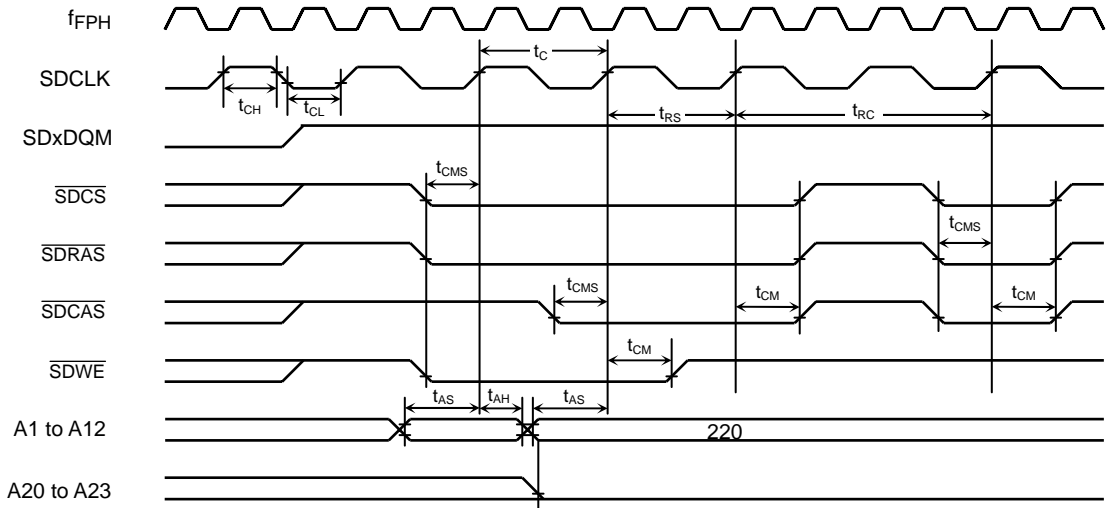 fFPH
tC
SDCLK
tCH
tCL
tRS
tRC
SDxDQM
tCMS
SDCS
tCMS
SDRAS
tCMS
tCM
tCM
SDCAS
tCM
SDWE
tAS
tAH
tAS
A1 to A12
220
A20 to A23